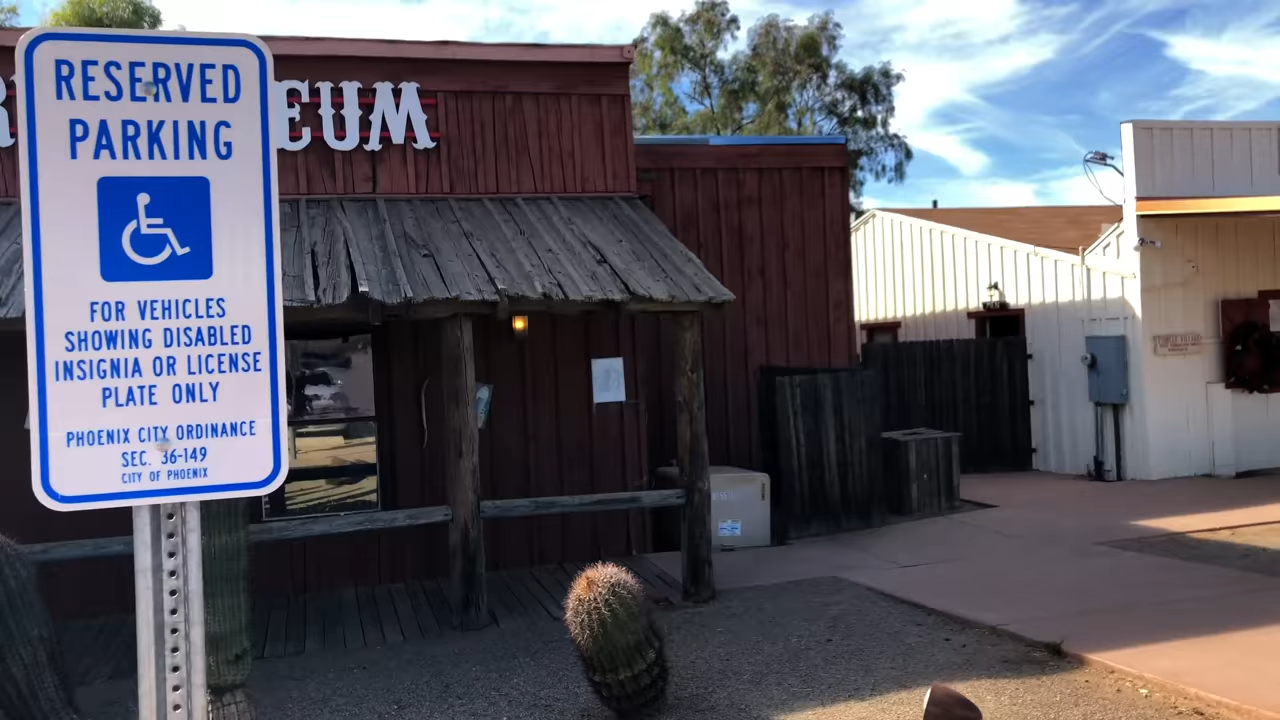 RESERVED
PARKING
FOR VEHICLES
SHOWING DISABLED
INSIGNIA OR LICENSE
PLATE ONLY
PHOENIX CITY ORDINANCE
SEC. 36-149
CITY OF PHOENIX
EUM